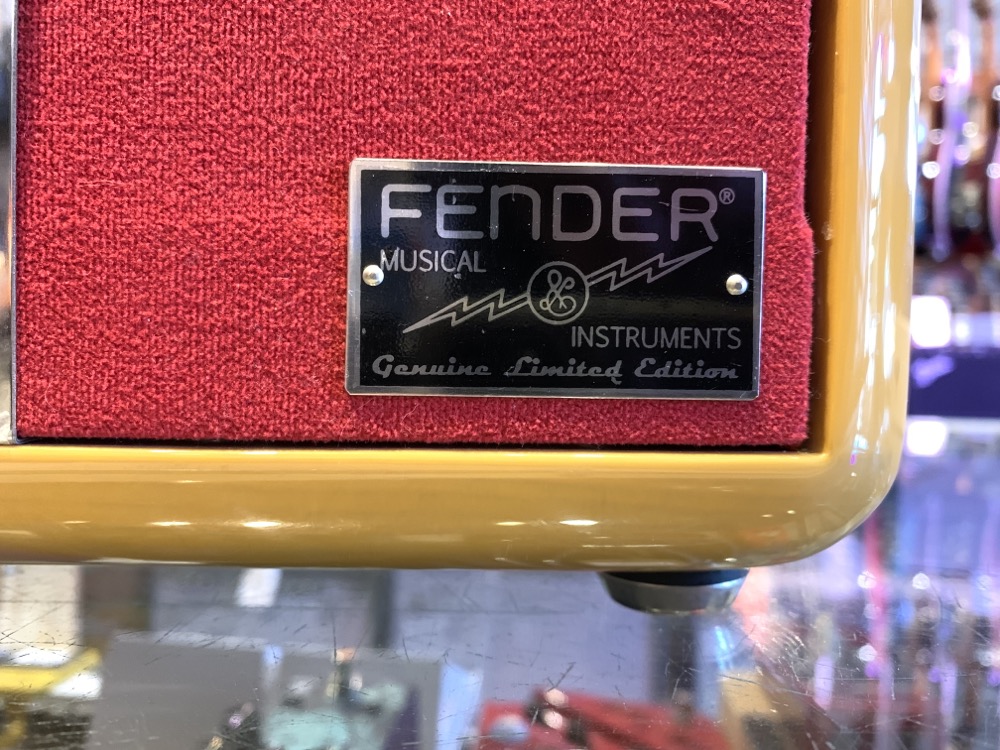 FENDER®
MUSICAL
&
INSTRUMENTS
Genuine Limited Edition